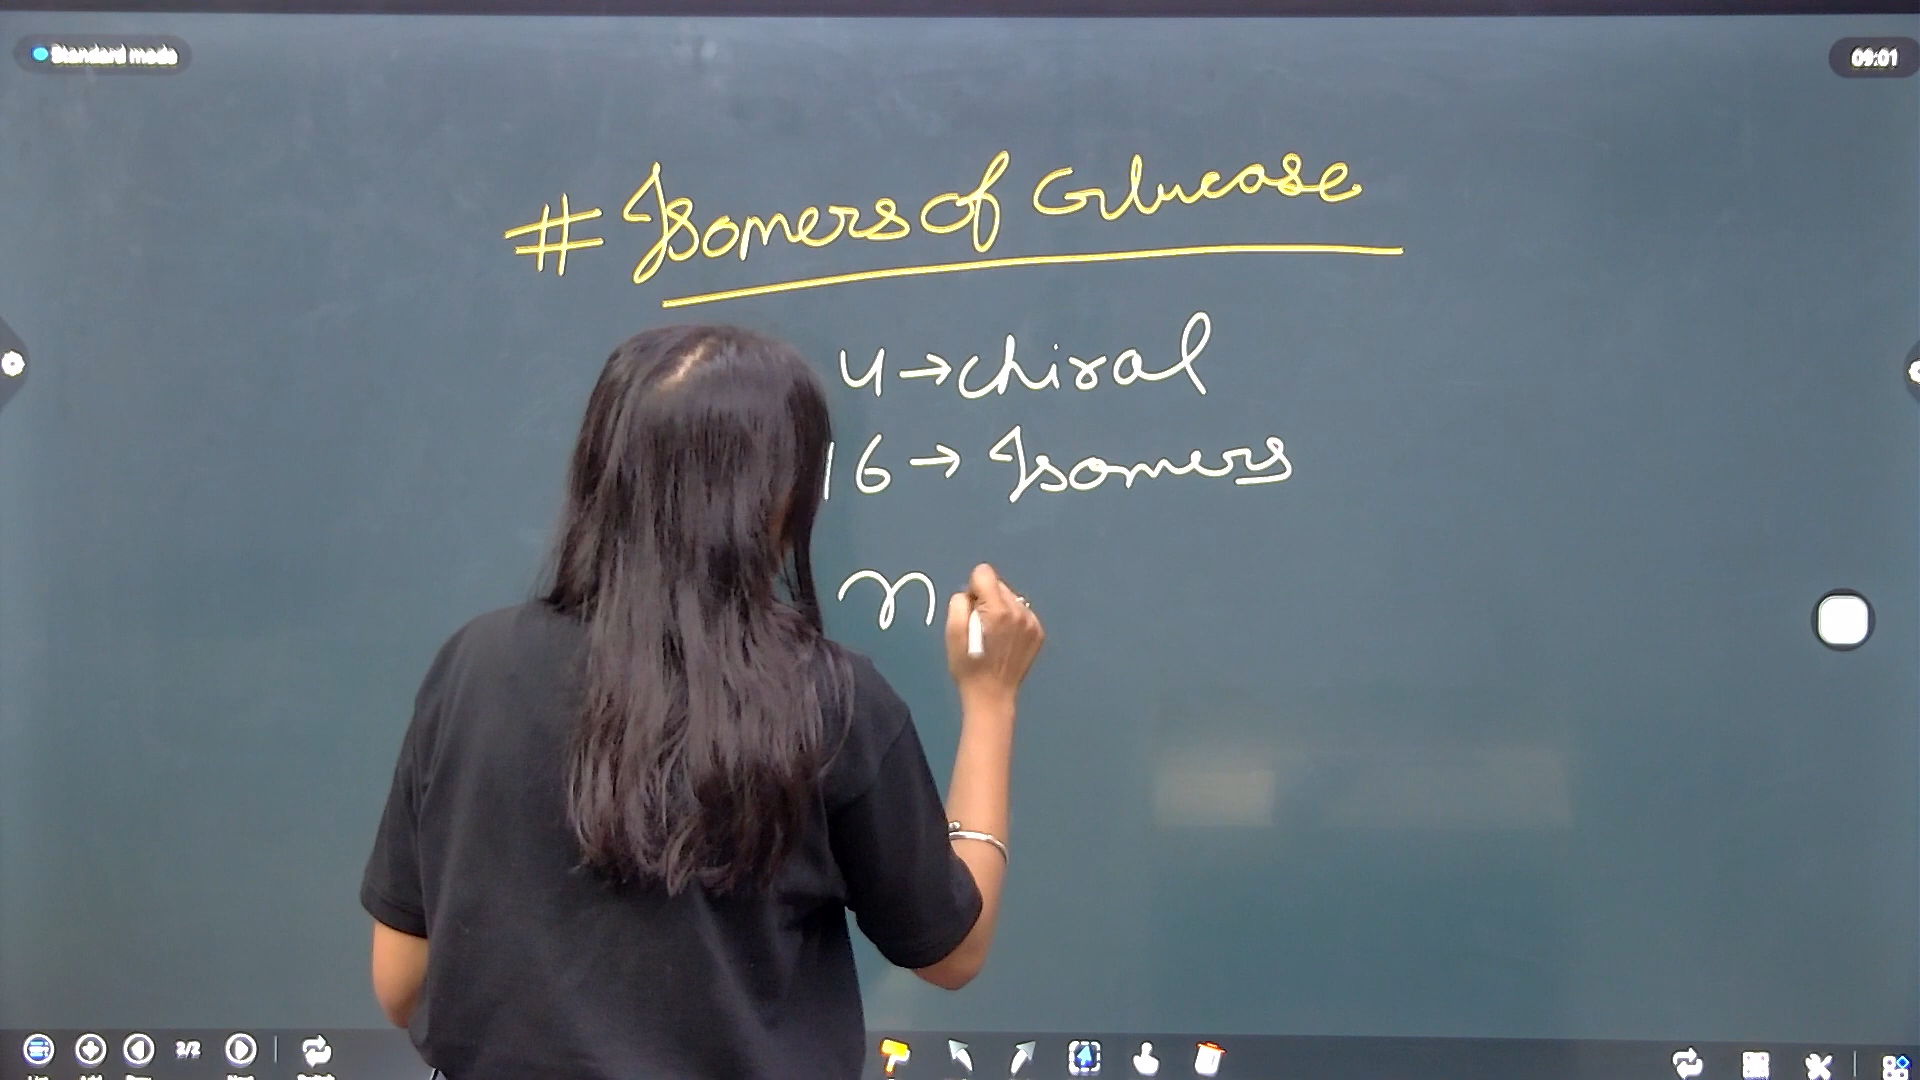 Standard mode
09:01
# Isomers of Glucose
4 → chiral
16 → Isomers
n
2/2